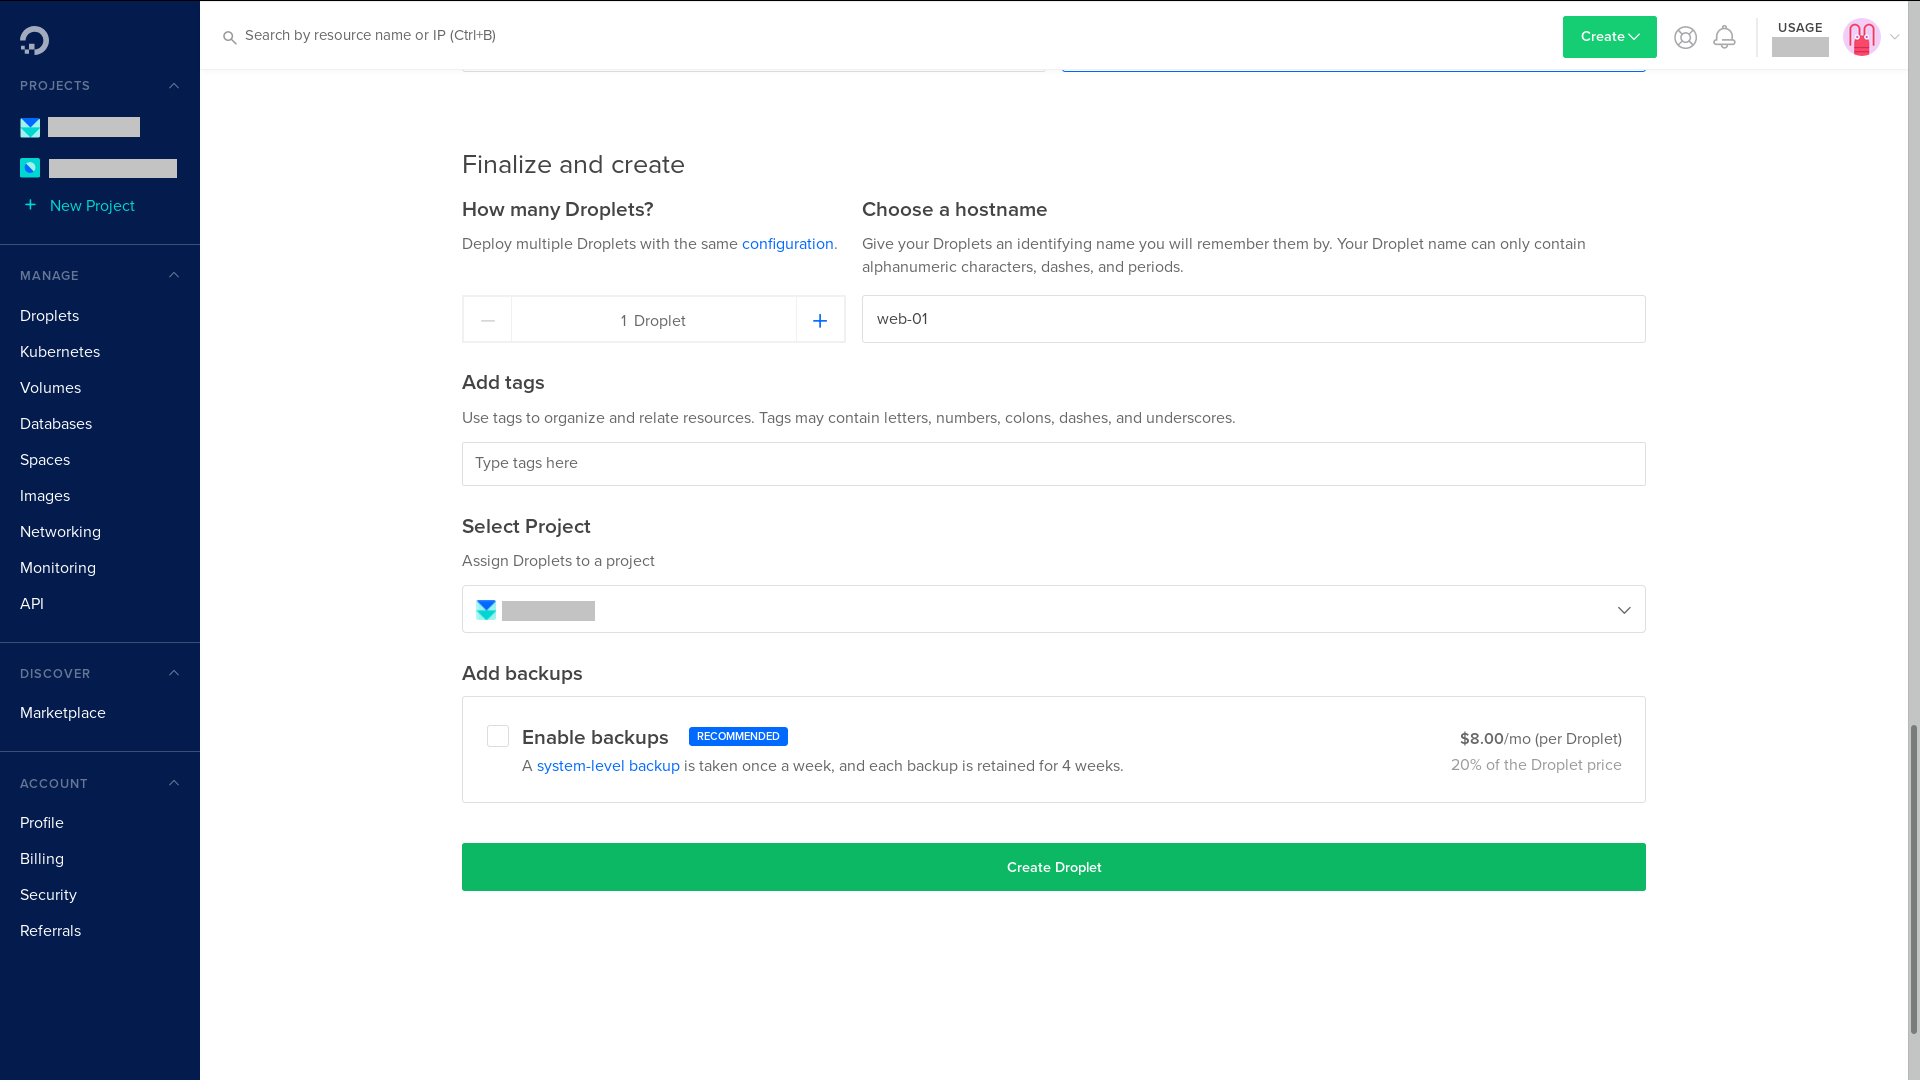 Search by resource name or IP (Ctrl+B)
Create
USAGE
PROJECTS
New Project
MANAGE
Droplets
Kubernetes
Volumes
Databases
Spaces
Images
Networking
Monitoring
API
DISCOVER
Marketplace
ACCOUNT
Profile
Billing
Security
Referrals
Finalize and create
How many Droplets?
Deploy multiple Droplets with the same configuration.
1 Droplet
Choose a hostname
Give your Droplets an identifying name you will remember them by. Your Droplet name can only contain
alphanumeric characters, dashes, and periods.
web-01
Add tags
Use tags to organize and relate resources. Tags may contain letters, numbers, colons, dashes, and underscores.
Type tags here
Select Project
Assign Droplets to a project
Add backups
Enable backups RECOMMENDED
A system-level backup is taken once a week, and each backup is retained for 4 weeks.
$8.00/mo (per Droplet)
20% of the Droplet price
Create Droplet